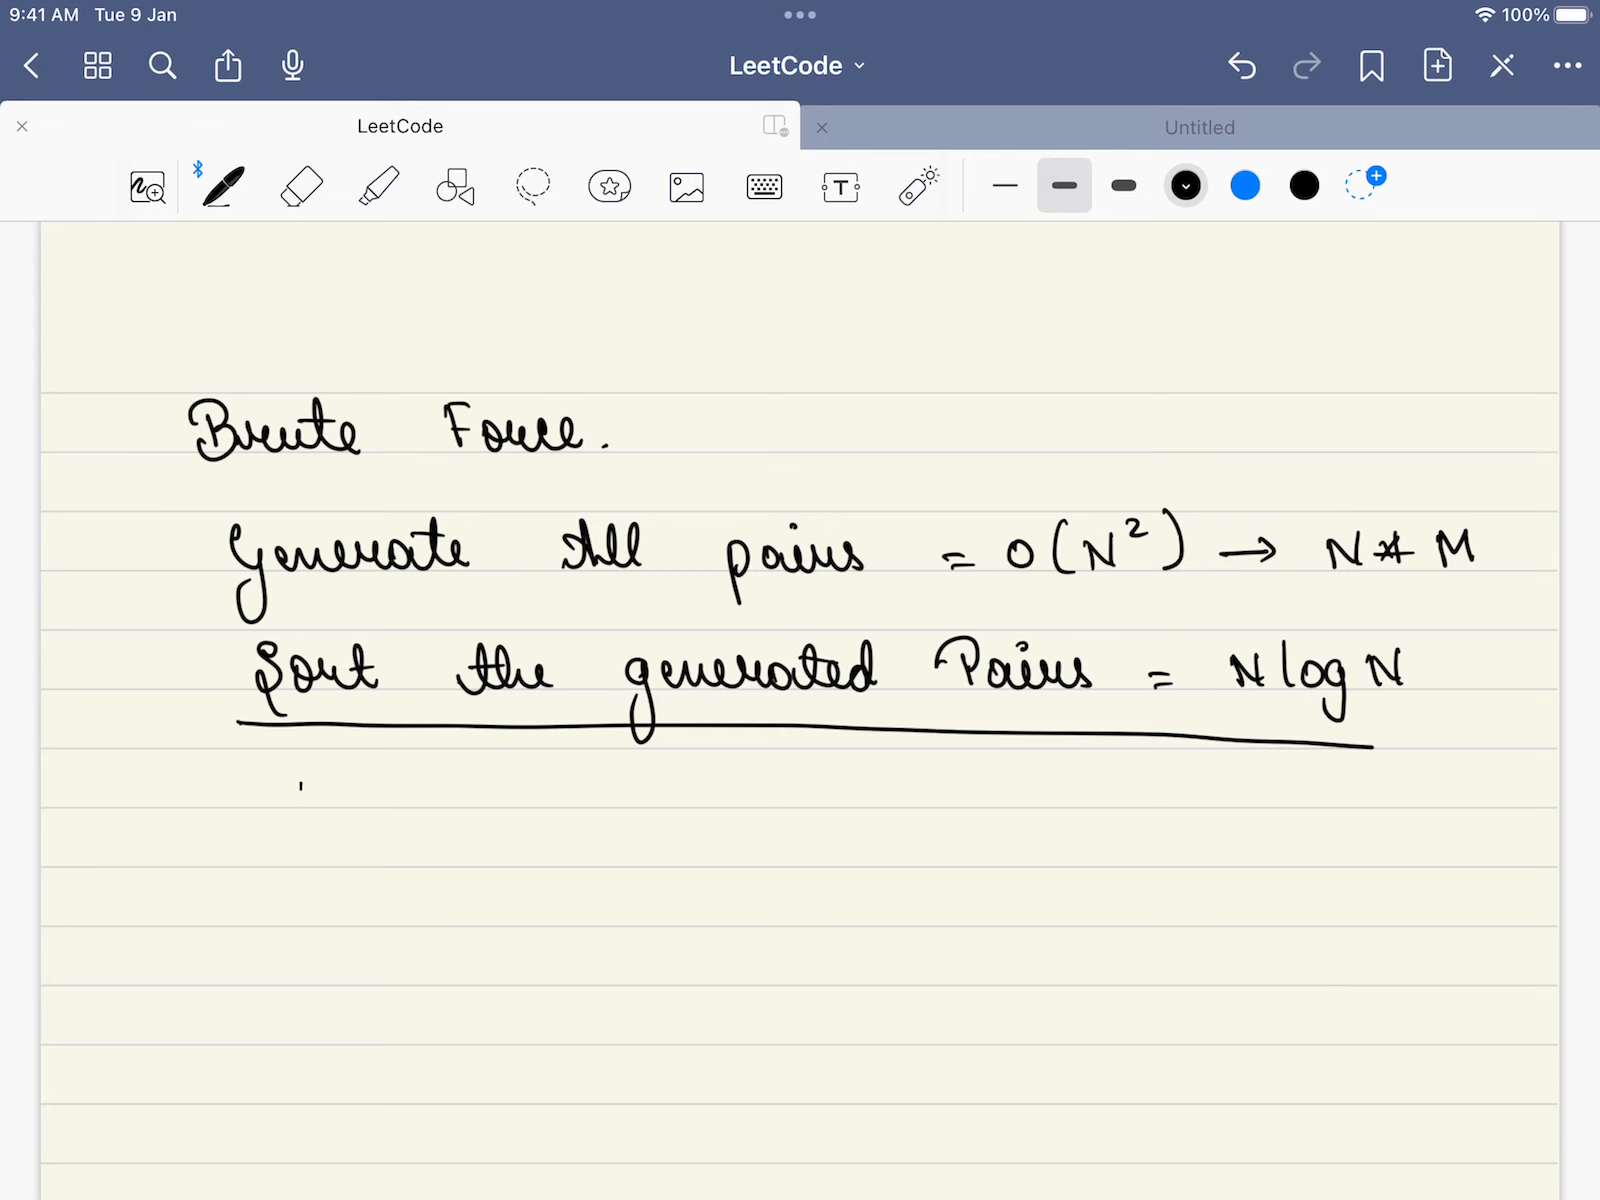 9:41 AM Tue 9 Jan 100%
LeetCode
LeetCode Untitled
T
Brute Force.
Generate All pairs = O(N²) → N * M
Sort the generated Pairs = N log N